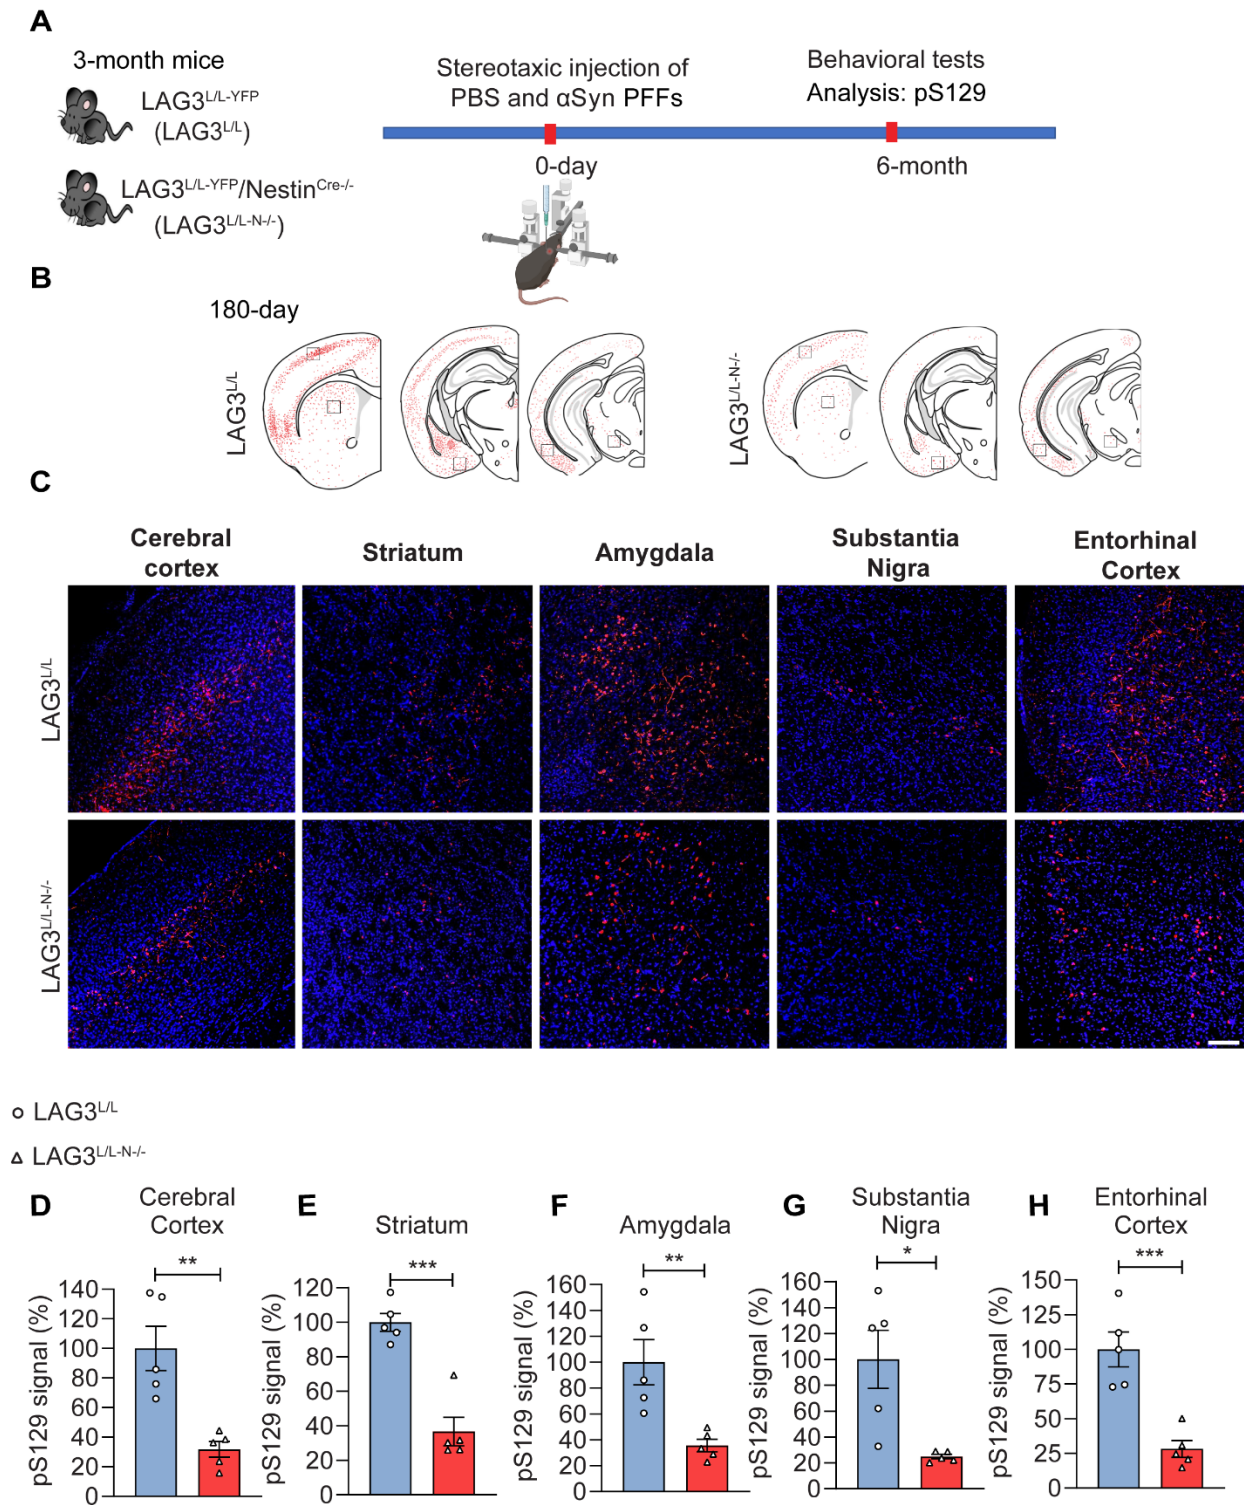 A
3-month mice
LAG3L/L-YFP
(LAG3L/L)
LAG3L/L-YFP/NestinCre-/-
(LAG3L/L-N-/-)
Stereotaxic injection of
PBS and αSyn PFFs
0-day
Behavioral tests
Analysis: pS129
6-month
B
180-day
LAG3L/L
LAG3L/L-N-/-
C
Cerebral
cortex
Striatum
Amygdala
Substantia
Nigra
Entorhinal
Cortex
LAG3L/L
LAG3L/L-N-/-
LAG3L/L
LAG3L/L-N-/-
D
Cerebral
Cortex
**
pS129 signal (%)
140
120
100
80
60
40
20
0
E
Striatum
***
pS129 signal (%)
120
100
80
60
40
20
0
F
Amygdala
**
pS129 signal (%)
160
140
120
100
80
60
40
20
0
G
Substantia
Nigra
*
pS129 signal (%)
160
140
120
100
80
60
40
20
0
H
Entorhinal
Cortex
***
pS129 signal (%)
150
125
100
75
50
25
0